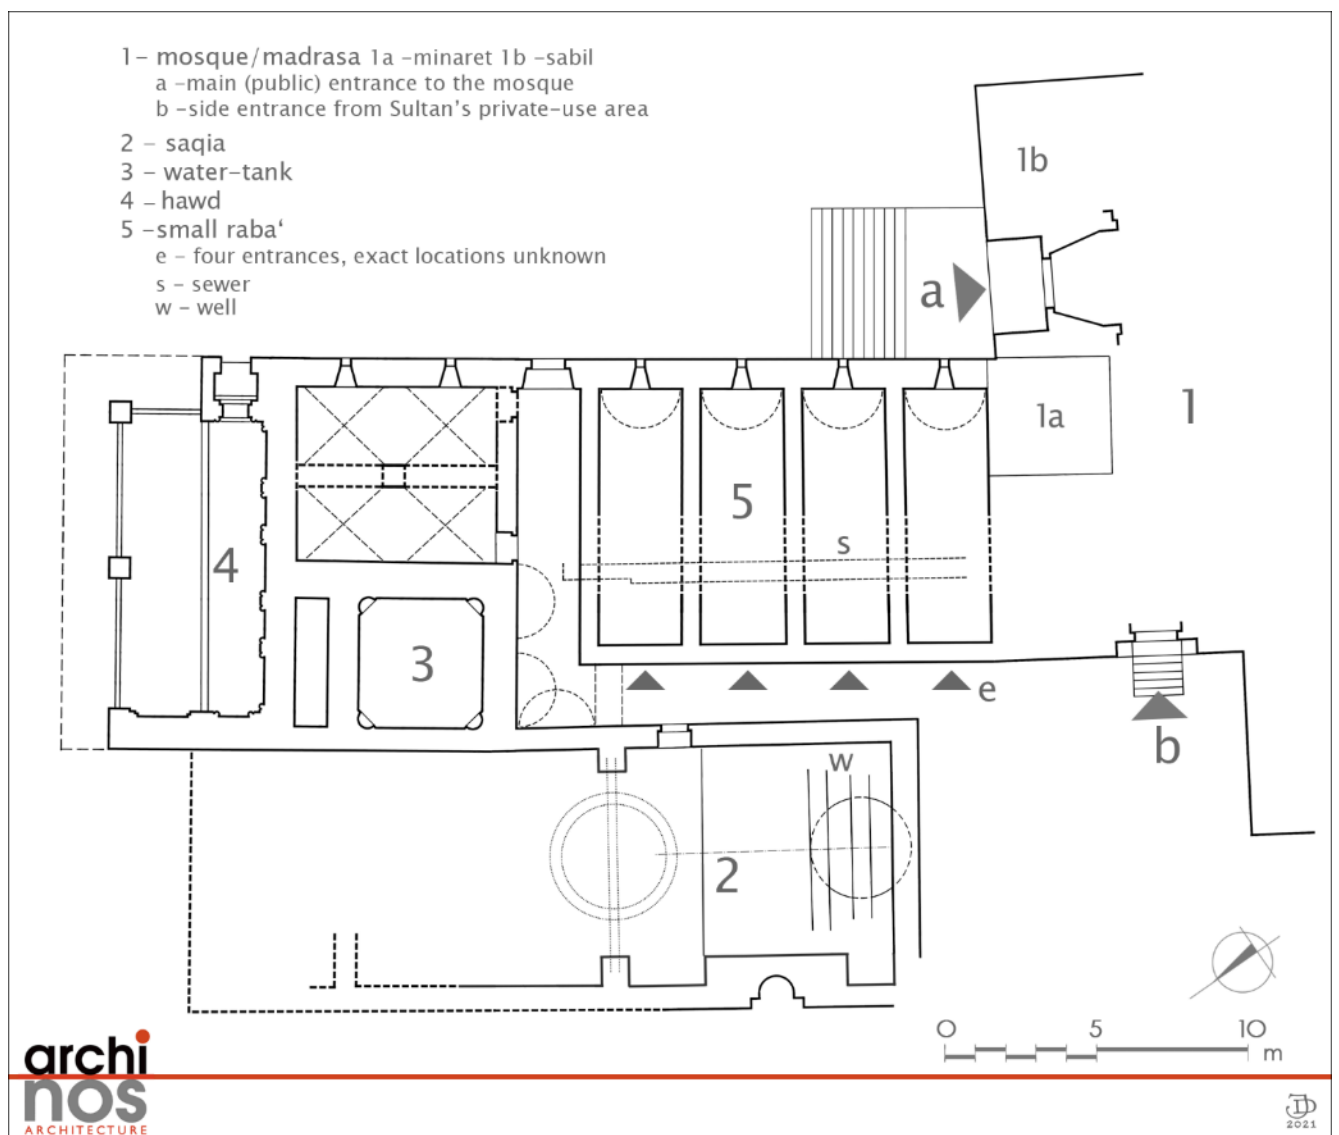 1– mosque/madrasa 1a –minaret 1b –sabil
a –main (public) entrance to the mosque
b –side entrance from Sultan's private–use area
2 – saqia
3 – water–tank
4 – hawd
5 –small raba‘
e – four entrances, exact locations unknown
s – sewer
w – well
1b
a
1a
1
5
s
4
3
e
b
w
2
0 5 10
m
archi
nos
ARCHITECTURE
JD
2021